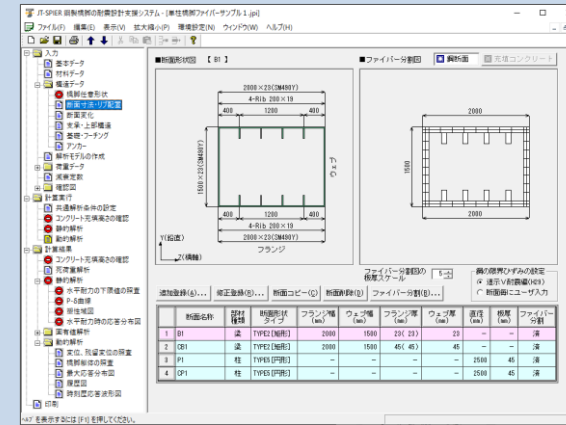 JT-SPIER 鋼製橋脚の耐震設計支援システム - [単柱橋脚ファイバーサンプル 1.jpi]
ファイル(F) 編集(E) 表示(V) 拡大縮小(P) 環境設定(N) ウィンドウ(W) ヘルプ(H)
入力
基本データ
材料データ
構造データ
橋脚任意形状
断面寸法・リブ配置
断面変化
支承・上部構造
基礎・フーチング
アンカー
解析モデルの作成
荷重データ
減衰定数
確認図
計算実行
共通解析条件の設定
コンクリート充填高さの確認
静的解析
動的解析
計算結果
コンクリート充填高さの確認
死荷重解析
静的解析
水平耐力の下限値の照査
P-δ曲線
塑性域図
水平耐力時の応答分布図
固有値解析
動的解析
変位、残留変位の照査
橋脚部体の照査
最大応答分布図
履歴図
時刻歴応答波形図
印刷
■断面形状図 【 B1 】
2000×23(SM490Y)
4-Rib 200×19
400 1200 400
1500×23(SM490Y)
ウェブ
400 1200 400
4-Rib 200×19
2000×23(SM490Y)
フランジ
Y(鉛直)
Z(横軸)
■ファイバー分割図 鋼断面 充填コンクリート
2000
1500
2000
ファイバー分割図の
板厚スケール 5
鋼の限界ひずみの設定
道示Ⅴ耐震編(H29)
断面毎にユーザ入力
追加登録(A)... 修正登録(R)... 断面コピー(C) 断面削除(D) ファイバー分割(B)...
断面名称 部材種類 断面形状タイプ フランジ幅(mm) ウェブ幅(mm) フランジ厚(mm) ウェブ厚(mm) 直径(mm) 板厚(mm) ファイバー分割
1 B1 梁 TYPE2[矩形] 2000 1500 23( 23) 23 - - 済
2 CB1 梁 TYPE2[矩形] 2000 1500 45( 45) 45 - - 済
3 P1 柱 TYPE5[円形] - - - - 2500 45 済
4 CP1 柱 TYPE5[円形] - - - - 2500 45 済
ヘルプを表示するには [F1] を押してください。